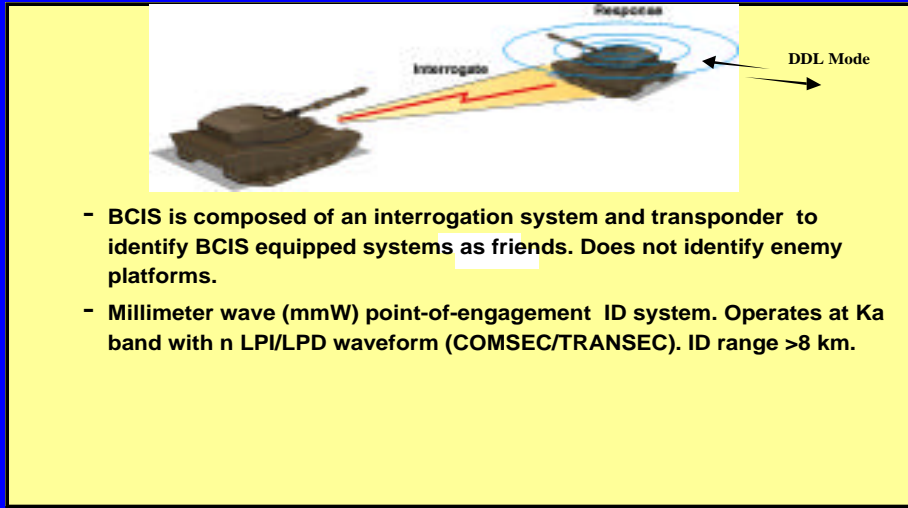 Response
DDL Mode
Interrogate
- BCIS is composed of an interrogation system and transponder to
identify BCIS equipped systems as friends. Does not identify enemy
platforms.
- Millimeter wave (mmW) point-of-engagement ID system. Operates at Ka
band with n LPI/LPD waveform (COMSEC/TRANSEC). ID range >8 km.